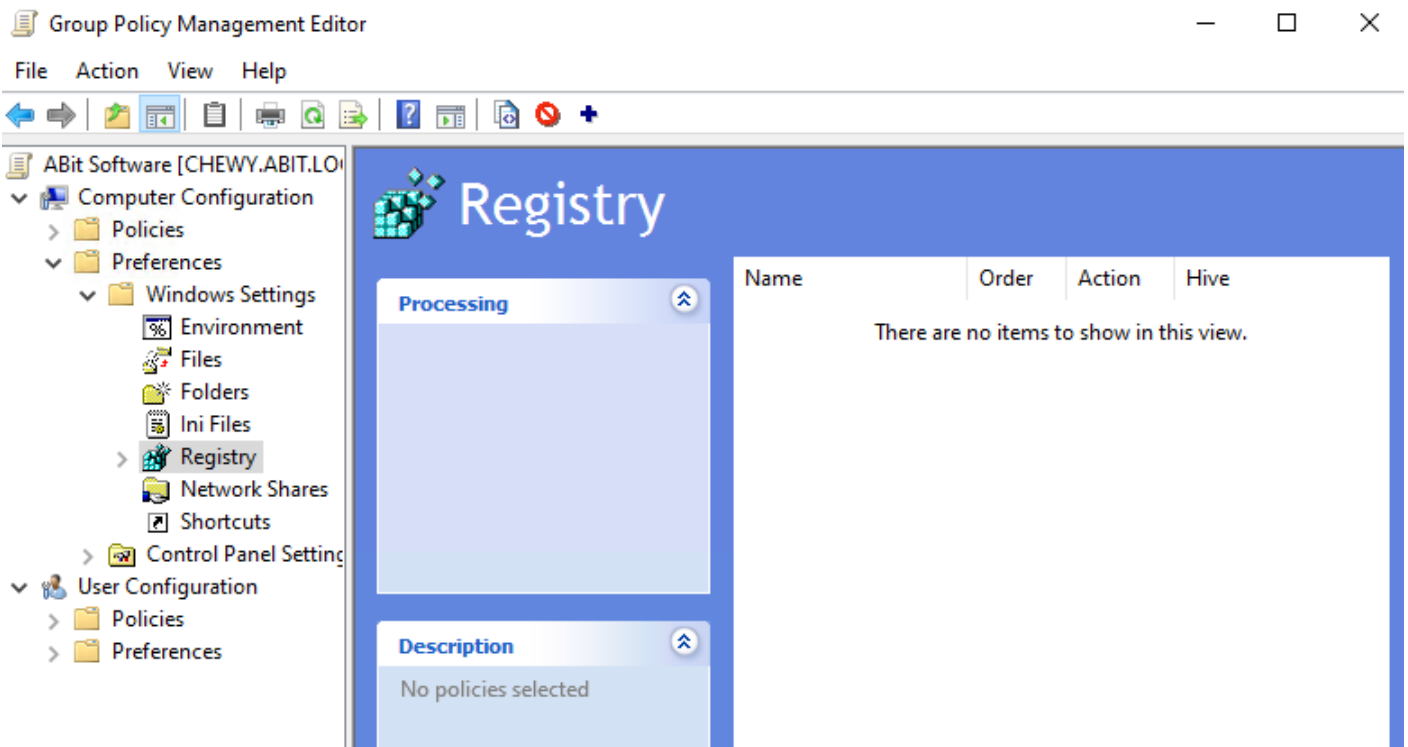 Group Policy Management Editor
File Action View Help
ABit Software [CHEWY.ABIT.LO
Computer Configuration
Policies
Preferences
Windows Settings
Environment
Files
Folders
Ini Files
Registry
Network Shares
Shortcuts
Control Panel Setting
User Configuration
Policies
Preferences
Registry
Processing
Description
No policies selected
Name Order Action Hive
There are no items to show in this view.